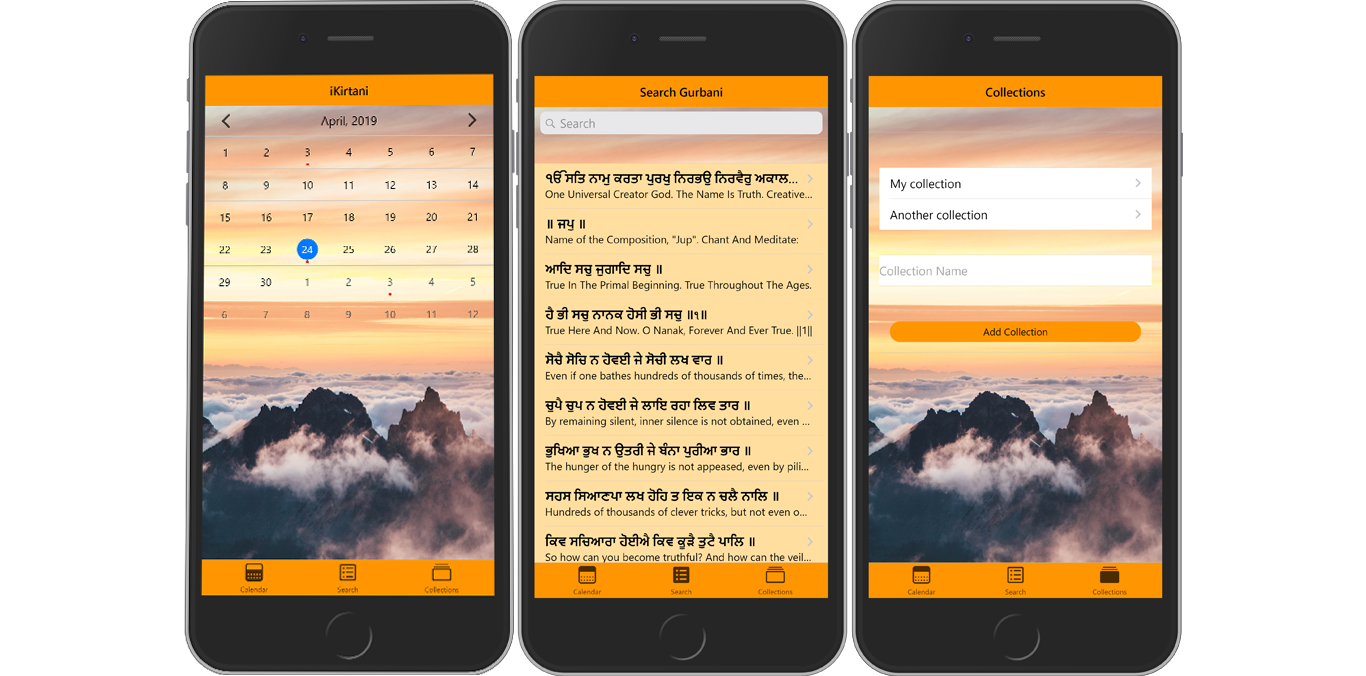 iKirtani
April, 2019
1 2 3 4 5 6 7
8 9 10 11 12 13 14
15 16 17 18 19 20 21
22 23 24 25 26 27 28
29 30 1 2 3 4 5
6 7 8 9 10 11 12
Calendar Search Collections
Search Gurbani
Search
ੴ ਸਤਿ ਨਾਮੁ ਕਰਤਾ ਪੁਰਖੁ ਨਿਰਭਉ ਨਿਰਵੈਰੁ ਅਕਾਲ...
One Universal Creator God. The Name Is Truth. Creative...
॥ ਜਪੁ ॥
Name of the Composition, "Jup". Chant And Meditate:
ਆਦਿ ਸਚੁ ਜੁਗਾਦਿ ਸਚੁ ॥
True In The Primal Beginning. True Throughout The Ages.
ਹੈ ਭੀ ਸਚੁ ਨਾਨਕ ਹੋਸੀ ਭੀ ਸਚੁ ॥੧॥
True Here And Now. O Nanak, Forever And Ever True. ||1||
ਸੋਚੈ ਸੋਚਿ ਨ ਹੋਵਈ ਜੇ ਸੋਚੀ ਲਖ ਵਾਰ ॥
Even if one bathes hundreds of thousands of times, the...
ਚੁਪੈ ਚੁਪ ਨ ਹੋਵਈ ਜੇ ਲਾਇ ਰਹਾ ਲਿਵ ਤਾਰ ॥
By remaining silent, inner silence is not obtained, even ...
ਭੁਖਿਆ ਭੁਖ ਨ ਉਤਰੀ ਜੇ ਬੰਨਾ ਪੁਰੀਆ ਭਾਰ ॥
The hunger of the hungry is not appeased, even by pili...
ਸਹਸ ਸਿਆਣਪਾ ਲਖ ਹੋਹਿ ਤ ਇਕ ਨ ਚਲੈ ਨਾਲਿ ॥
Hundreds of thousands of clever tricks, but not even o...
ਕਿਵ ਸਚਿਆਰਾ ਹੋਈਐ ਕਿਵ ਕੂੜੈ ਤੁਟੈ ਪਾਲਿ ॥
So how can you become truthful? And how can the veil...
Calendar Search Collections
Collections
My collection
Another collection
Collection Name
Add Collection
Calendar Search Collections